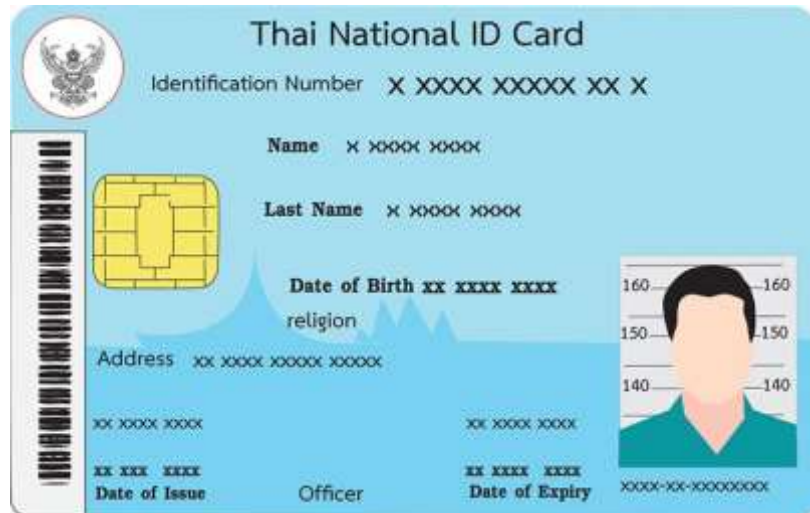 Thai National ID Card
Identification Number X XXXX XXXXX XX X
Name X XXXX XXXX
Last Name X XXXX XXXX
Date of Birth xx xxxx xxxx
religion
160 160
150 150
Address xx xxxx xxxxx xxxxx
140 140
xx xxxx xxxx xx xxxx xxxx
xx xxx xxxx xx xxxx xxxx
Date of Issue Officer Date of Expiry xxxx-xx-xxxxxxxx